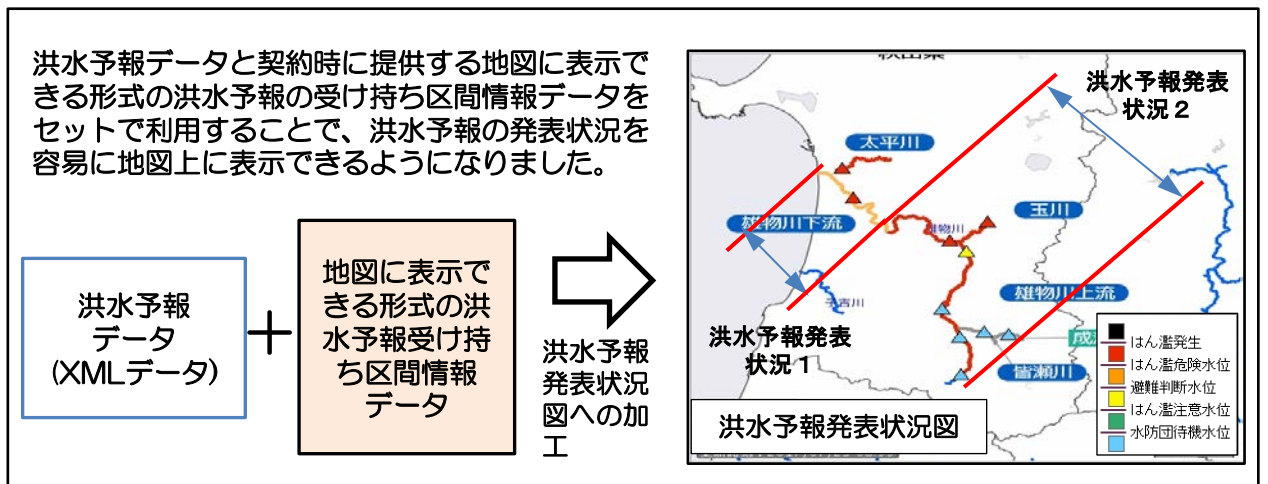 洪水予報データと契約時に提供する地図に表示で
きる形式の洪水予報の受け持ち区間情報データを
セットで利用することで、洪水予報の発表状況を
容易に地図上に表示できるようになりました。
洪水予報
データ
(XMLデータ)
＋
地図に表示で
きる形式の洪
水予報受け持
ち区間情報
データ
洪水予報
発表状況
図への加
工
洪水予報発表
状況２
太平川
玉川
雄物川下流
雄物川
雄物川上流
子吉川
洪水予報発表
状況１
皆瀬川
洪水予報発表状況図
はん濫発生
はん濫危険水位
避難判断水位
はん濫注意水位
水防団待機水位